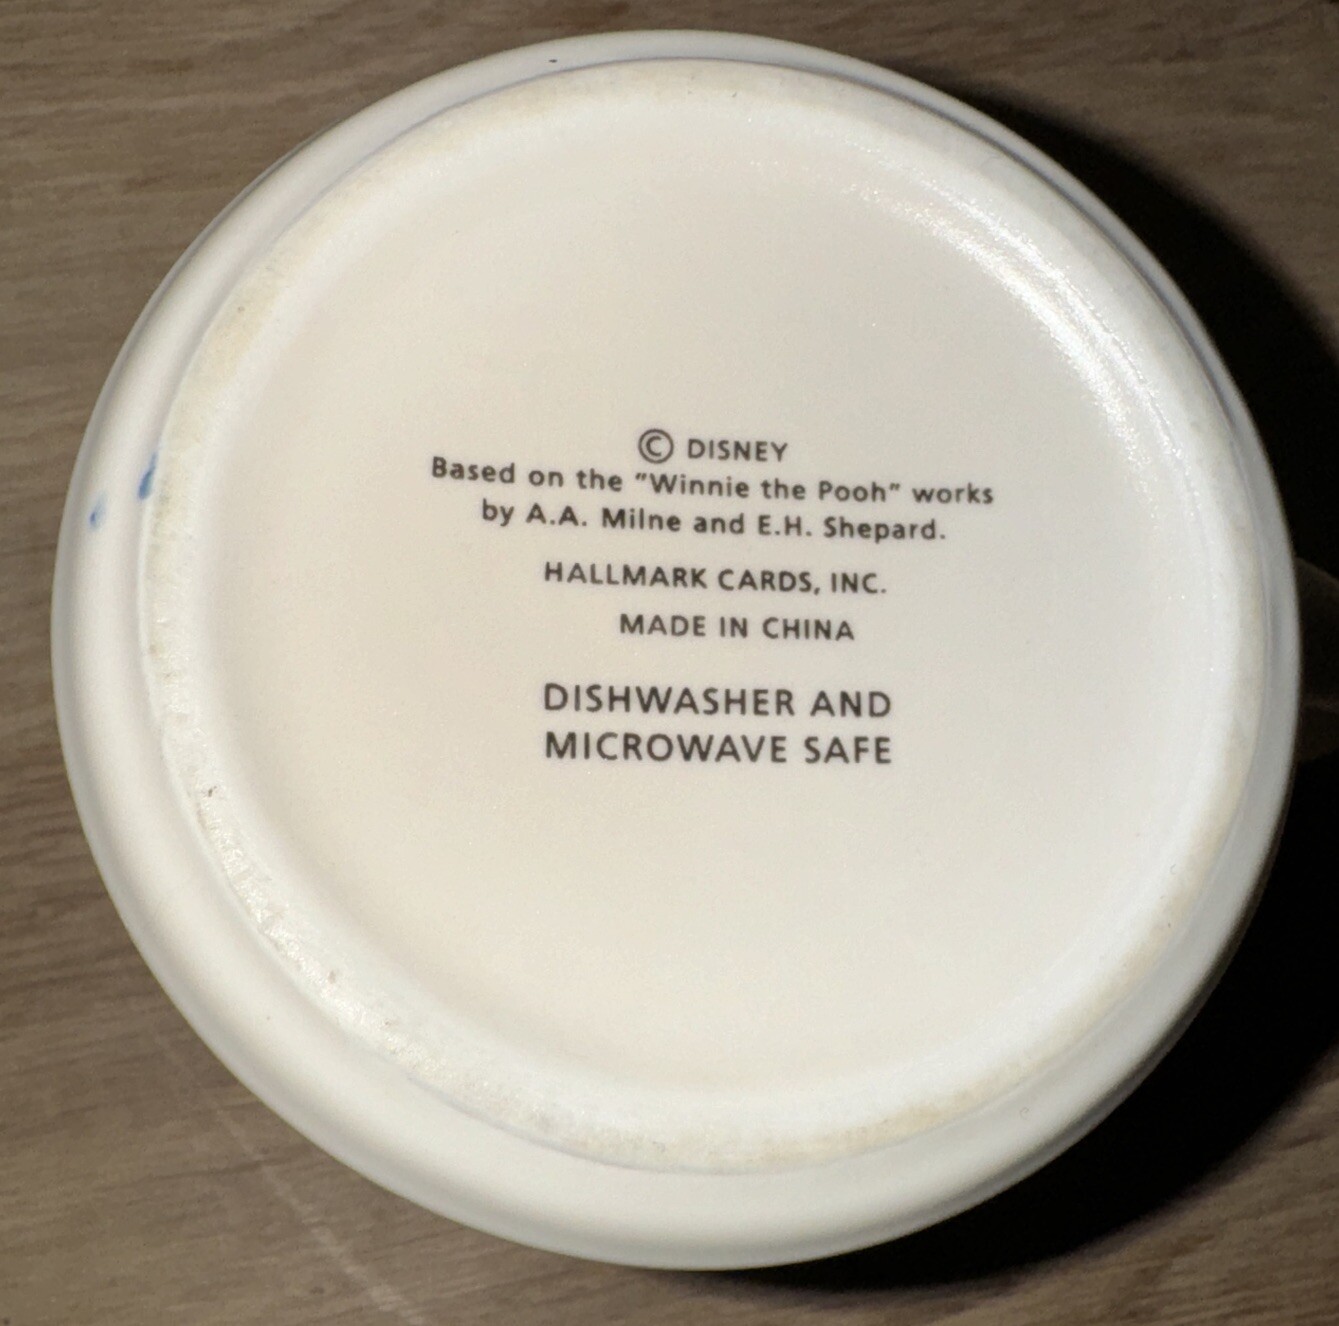 © DISNEY
Based on the "Winnie the Pooh" works
by A.A. Milne and E.H. Shepard.
HALLMARK CARDS, INC.
MADE IN CHINA
DISHWASHER AND
MICROWAVE SAFE